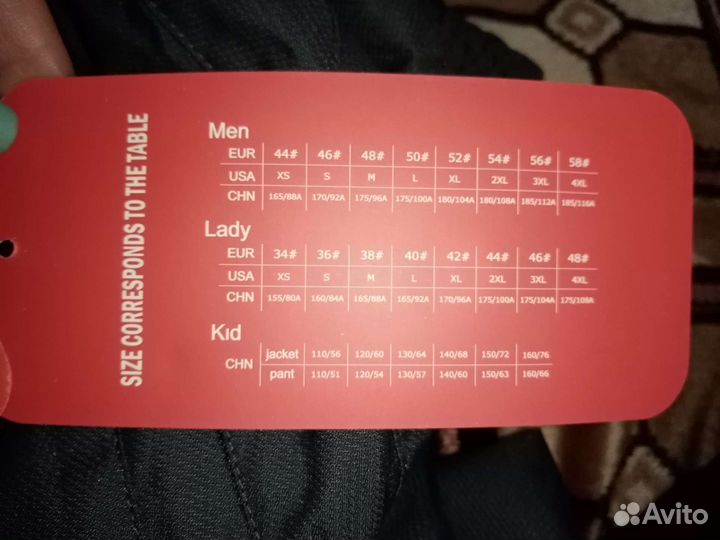 SIZE CORRESPONDS TO THE TABLE
Men
EUR 44# 46# 48# 50# 52# 54# 56# 58#
USA XS S M L XL 2XL 3XL 4XL
CHN 165/88A 170/92A 175/96A 175/100A 180/104A 180/108A 185/112A 185/116A
Lady
EUR 34# 36# 38# 40# 42# 44# 46# 48#
USA XS S M L XL 2XL 3XL 4XL
CHN 155/80A 160/84A 165/88A 165/92A 170/96A 175/100A 175/104A 175/108A
Kid
CHN jacket 110/56 120/60 130/64 140/68 150/72 160/76
pant 110/51 120/54 130/57 140/60 150/63 160/66
Avito